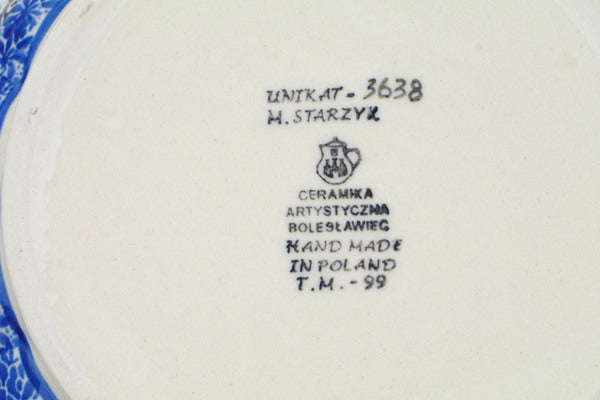 UNIKAT - 3638
M. STARZYK
CERAMIKA
ARTYSTYCZNA
BOLESŁAWIEC
HAND MADE
IN POLAND
T.M. - 99